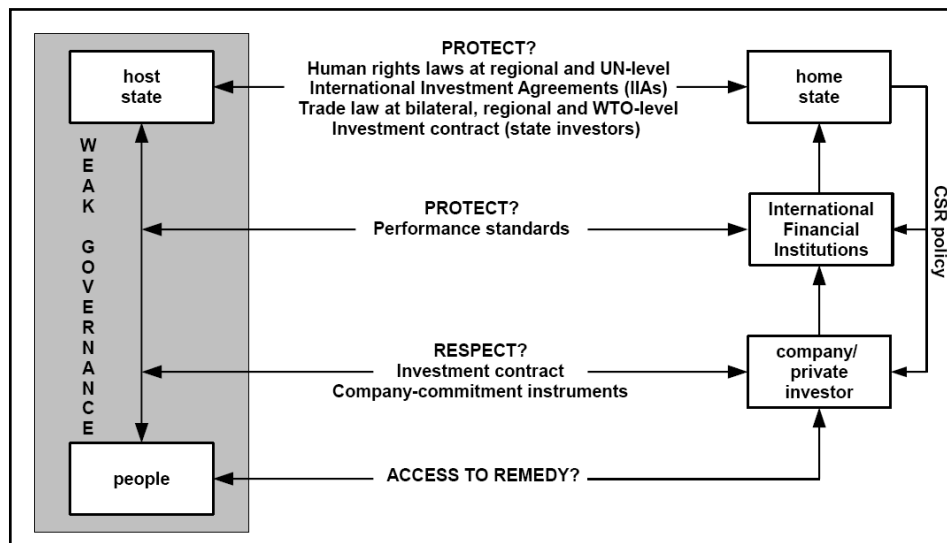 PROTECT?
Human rights laws at regional and UN-level
International Investment Agreements (IIAs)
Trade law at bilateral, regional and WTO-level
Investment contract (state investors)
host
state
home
state
WEAK GOVERNANCE
PROTECT?
Performance standards
International
Financial
Institutions
CSR policy
RESPECT?
Investment contract
Company-commitment instruments
company/
private
investor
people
ACCESS TO REMEDY?